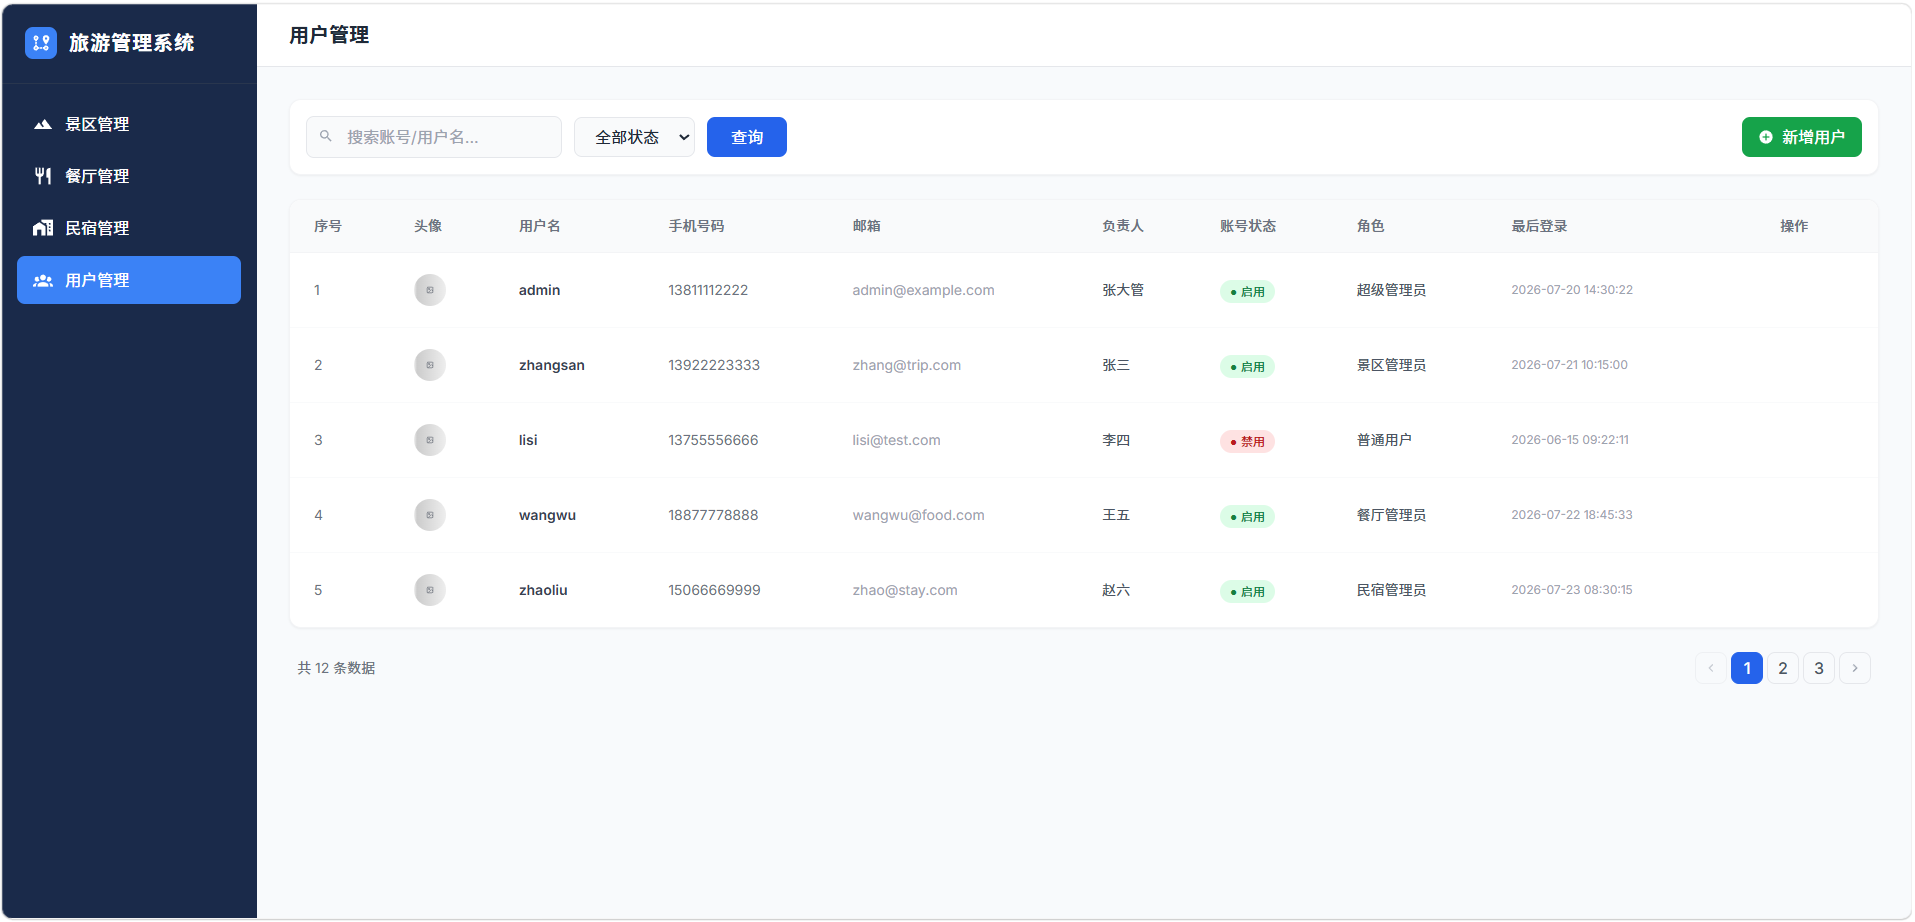 旅游管理系统
景区管理
餐厅管理
民宿管理
用户管理
用户管理
搜索账号/用户名... 全部状态 查询 新增用户
序号 头像 用户名 手机号码 邮箱 负责人 账号状态 角色 最后登录 操作
1 admin 13811112222 admin@example.com 张大管 启用 超级管理员 2026-07-20 14:30:22
2 zhangsan 13922223333 zhang@trip.com 张三 启用 景区管理员 2026-07-21 10:15:00
3 lisi 13755556666 lisi@test.com 李四 禁用 普通用户 2026-06-15 09:22:11
4 wangwu 18877778888 wangwu@food.com 王五 启用 餐厅管理员 2026-07-22 18:45:33
5 zhaoliu 15066669999 zhao@stay.com 赵六 启用 民宿管理员 2026-07-23 08:30:15
共 12 条数据 1 2 3